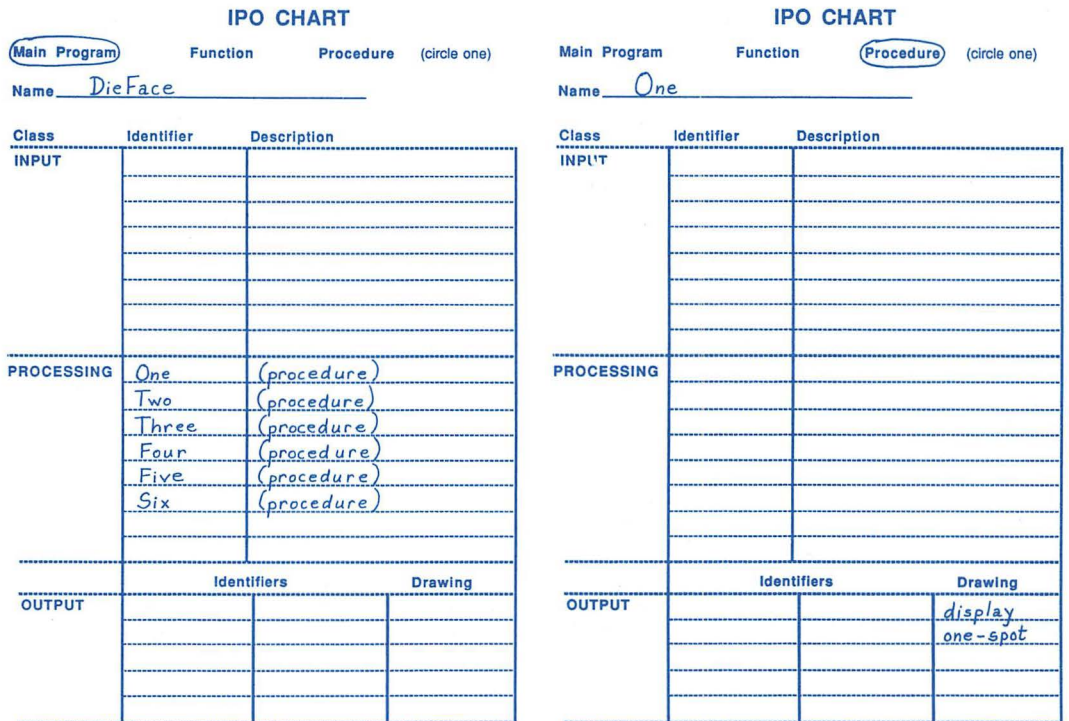 IPO CHART
Main Program Function Procedure (circle one)
Name DieFace
Class Identifier Description
INPUT
PROCESSING One (procedure)
Two (procedure)
Three (procedure)
Four (procedure)
Five (procedure)
Six (procedure)
Identifiers Drawing
OUTPUT
IPO CHART
Main Program Function Procedure (circle one)
Name One
Class Identifier Description
INPUT
PROCESSING
Identifiers Drawing
OUTPUT display
one-spot